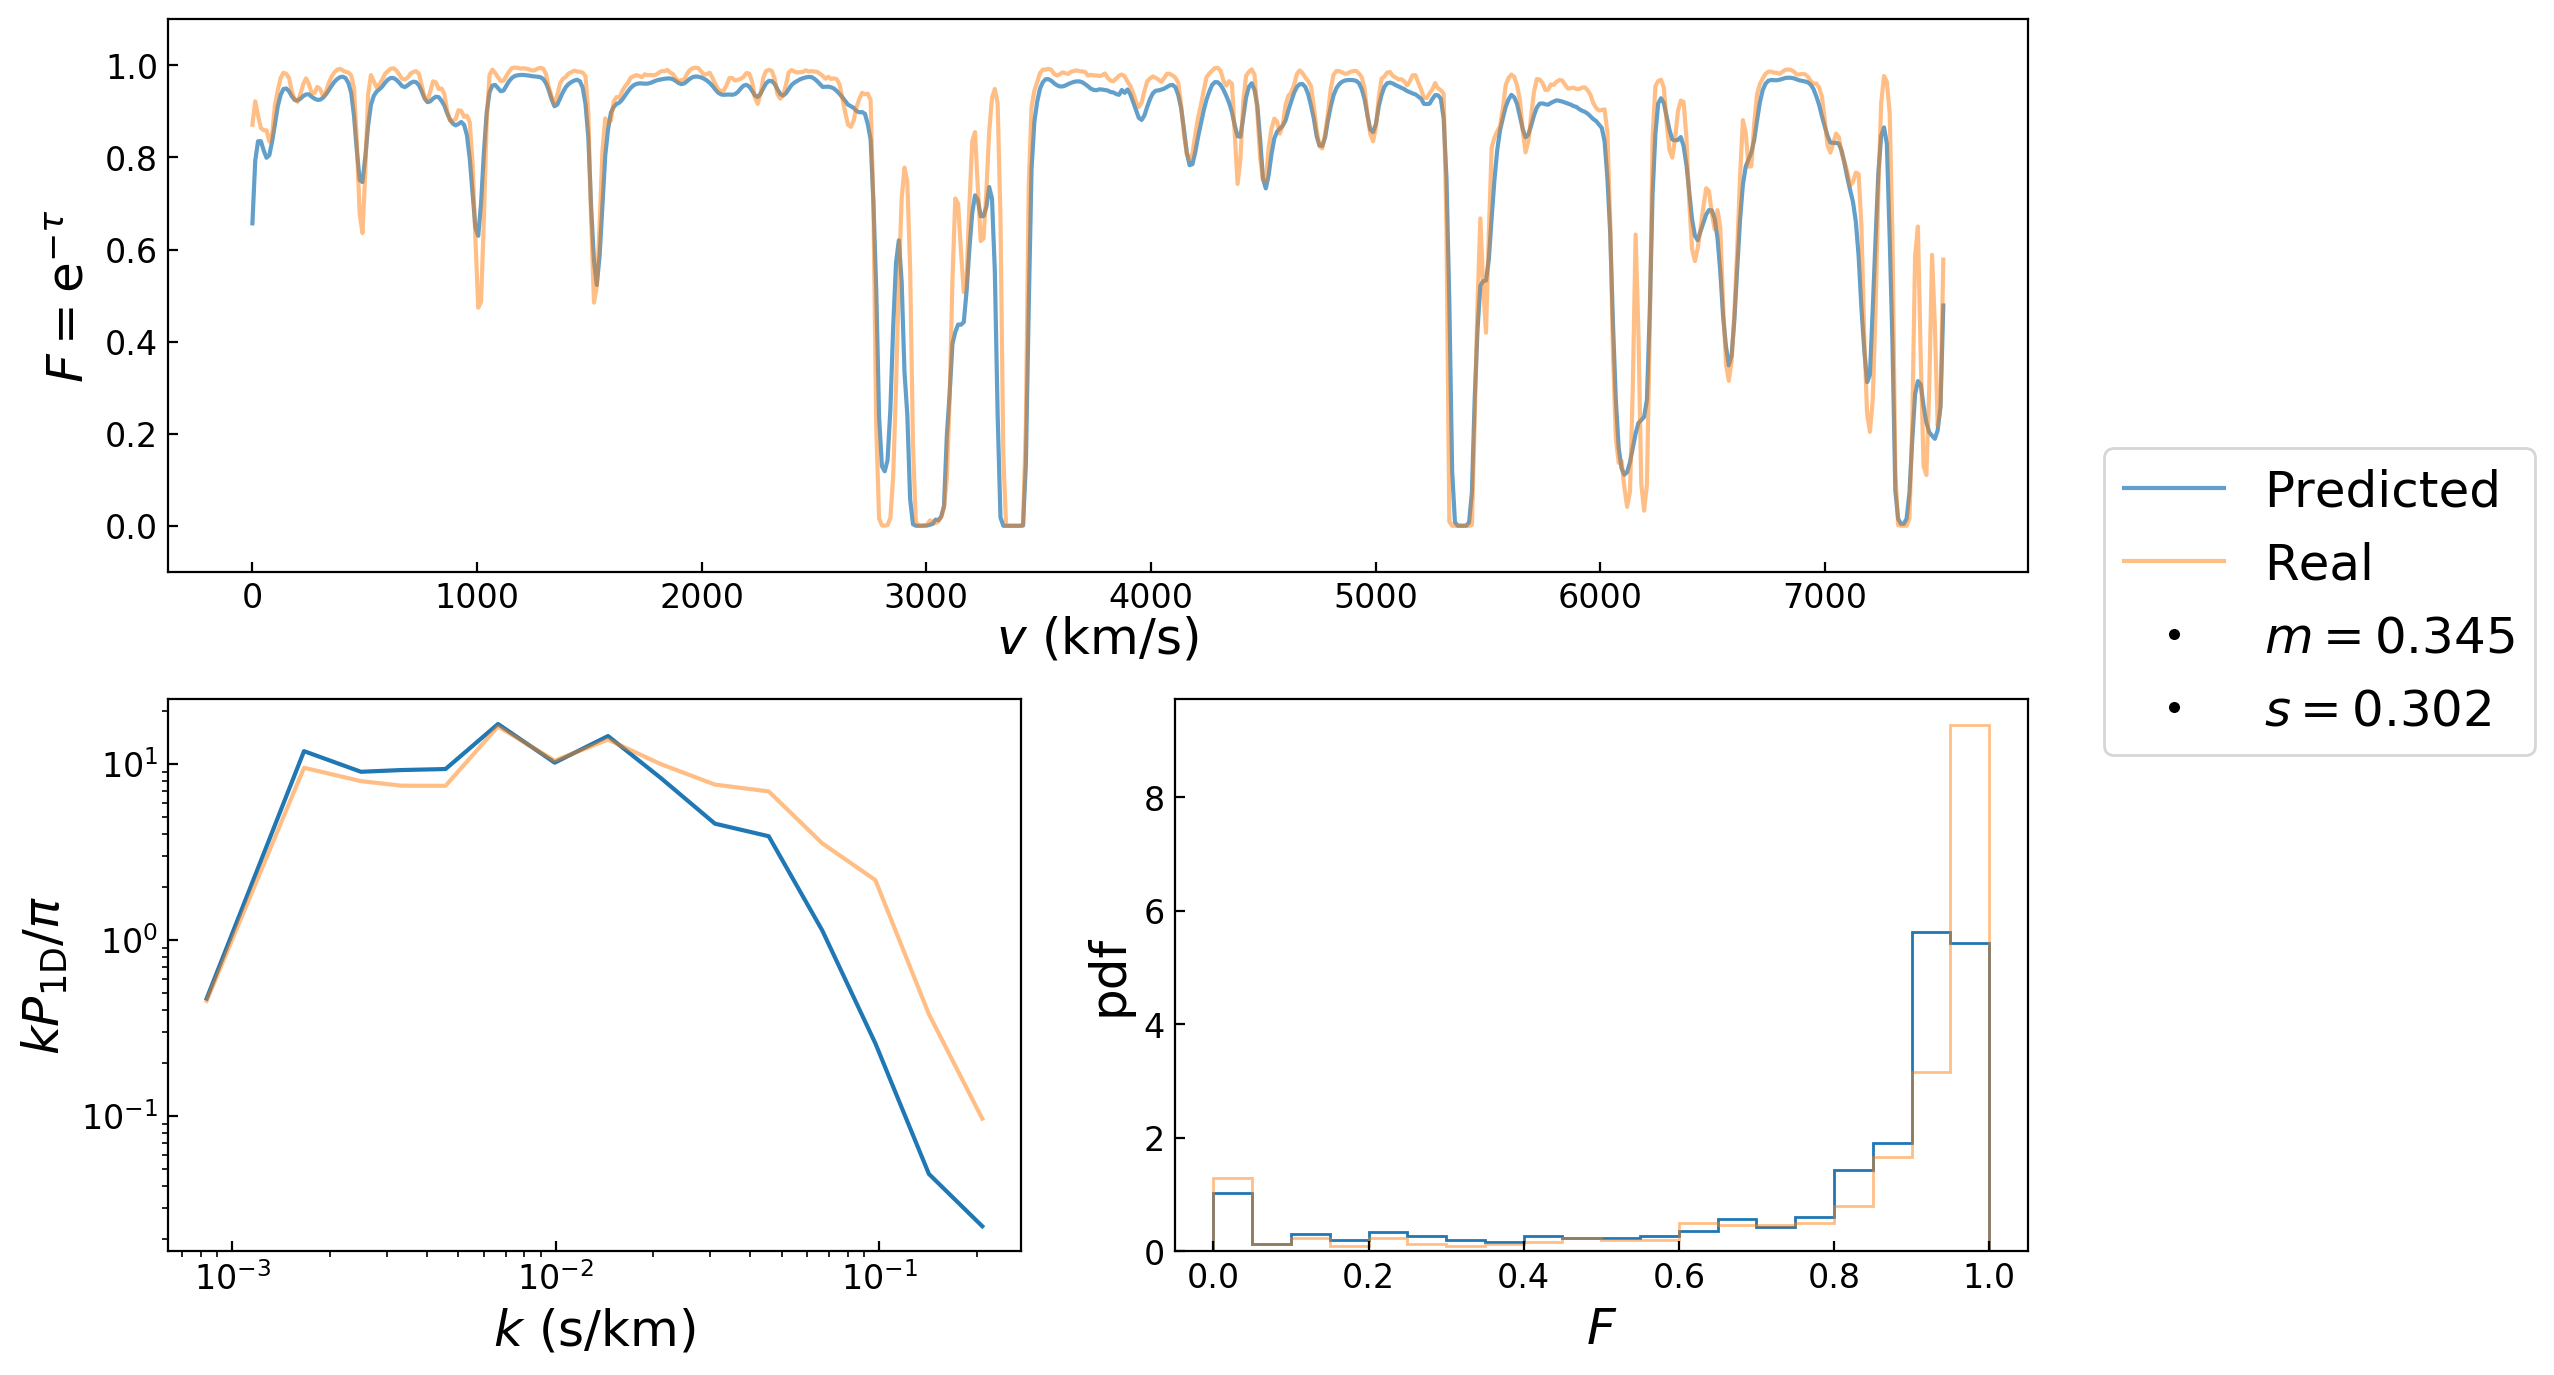 F = e^{-τ}
1.0
0.8
0.6
0.4
0.2
0.0
0 1000 2000 3000 4000 5000 6000 7000
v (km/s)
Predicted
Real
m = 0.345
s = 0.302
kP_{1D}/π
10^1
10^0
10^{-1}
10^{-3} 10^{-2} 10^{-1}
k (s/km)
pdf
8
6
4
2
0
0.0 0.2 0.4 0.6 0.8 1.0
F